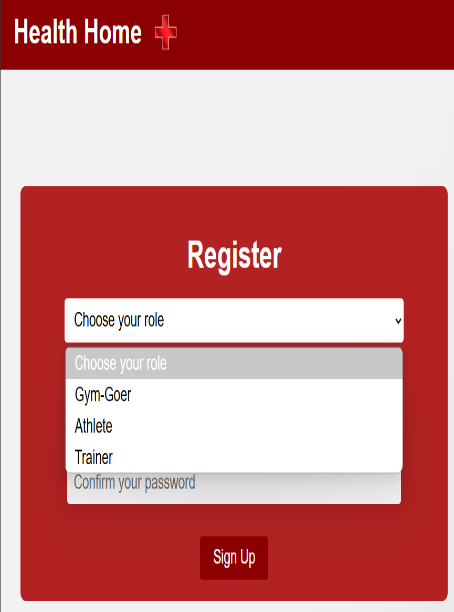 Health Home
Register
Choose your role
Choose your role
Gym-Goer
Athlete
Trainer
Confirm your password
Sign Up